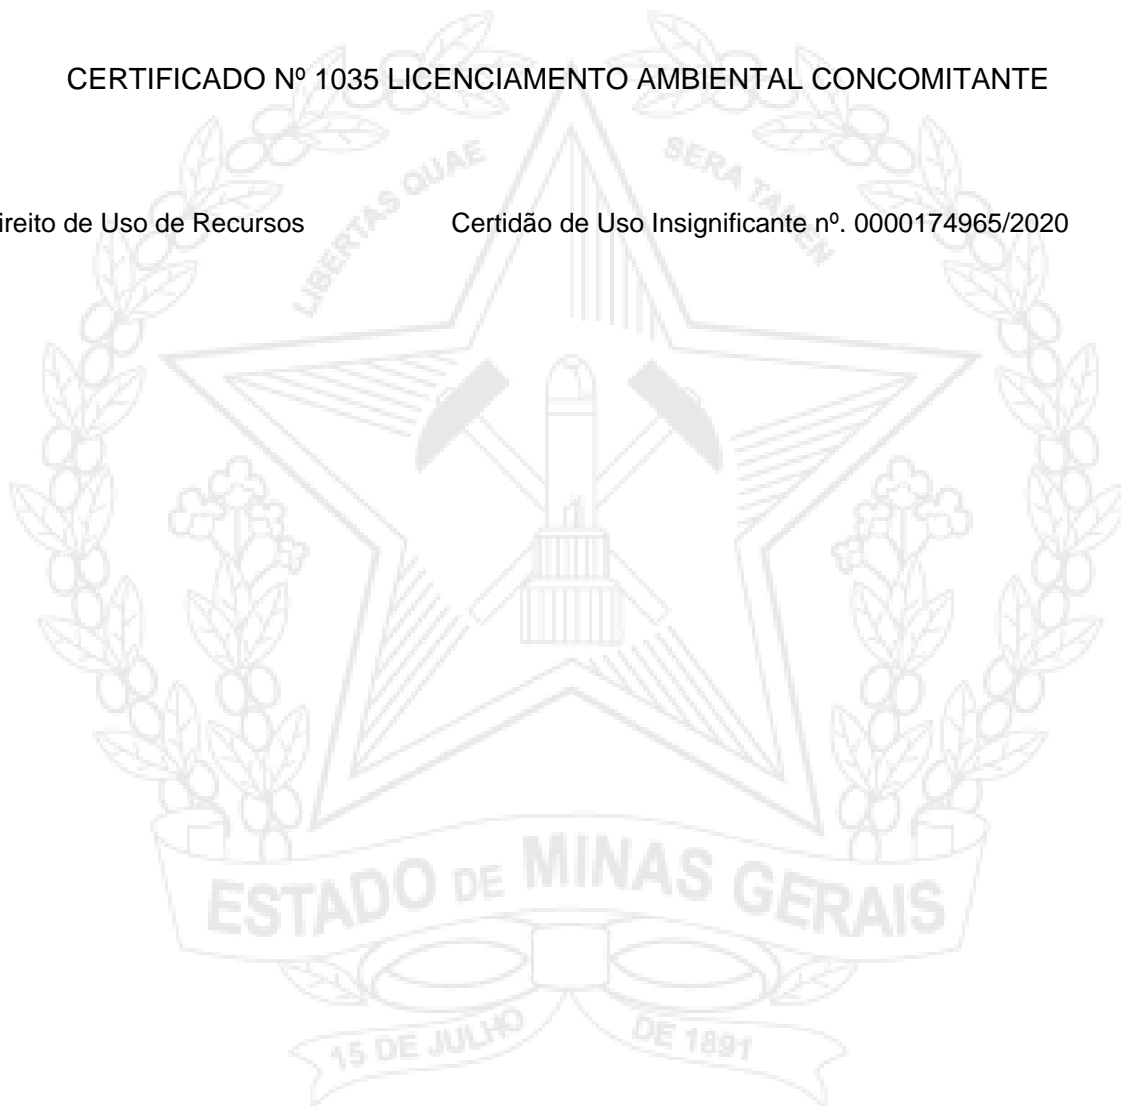 CERTIFICADO Nº 1035 LICENCIAMENTO AMBIENTAL CONCOMITANTE
LIBERTAS QUAE SERA TAMEN
ireito de Uso de Recursos Certidão de Uso Insignificante nº. 0000174965/2020
ESTADO DE MINAS GERAIS
15 DE JULHO DE 1891